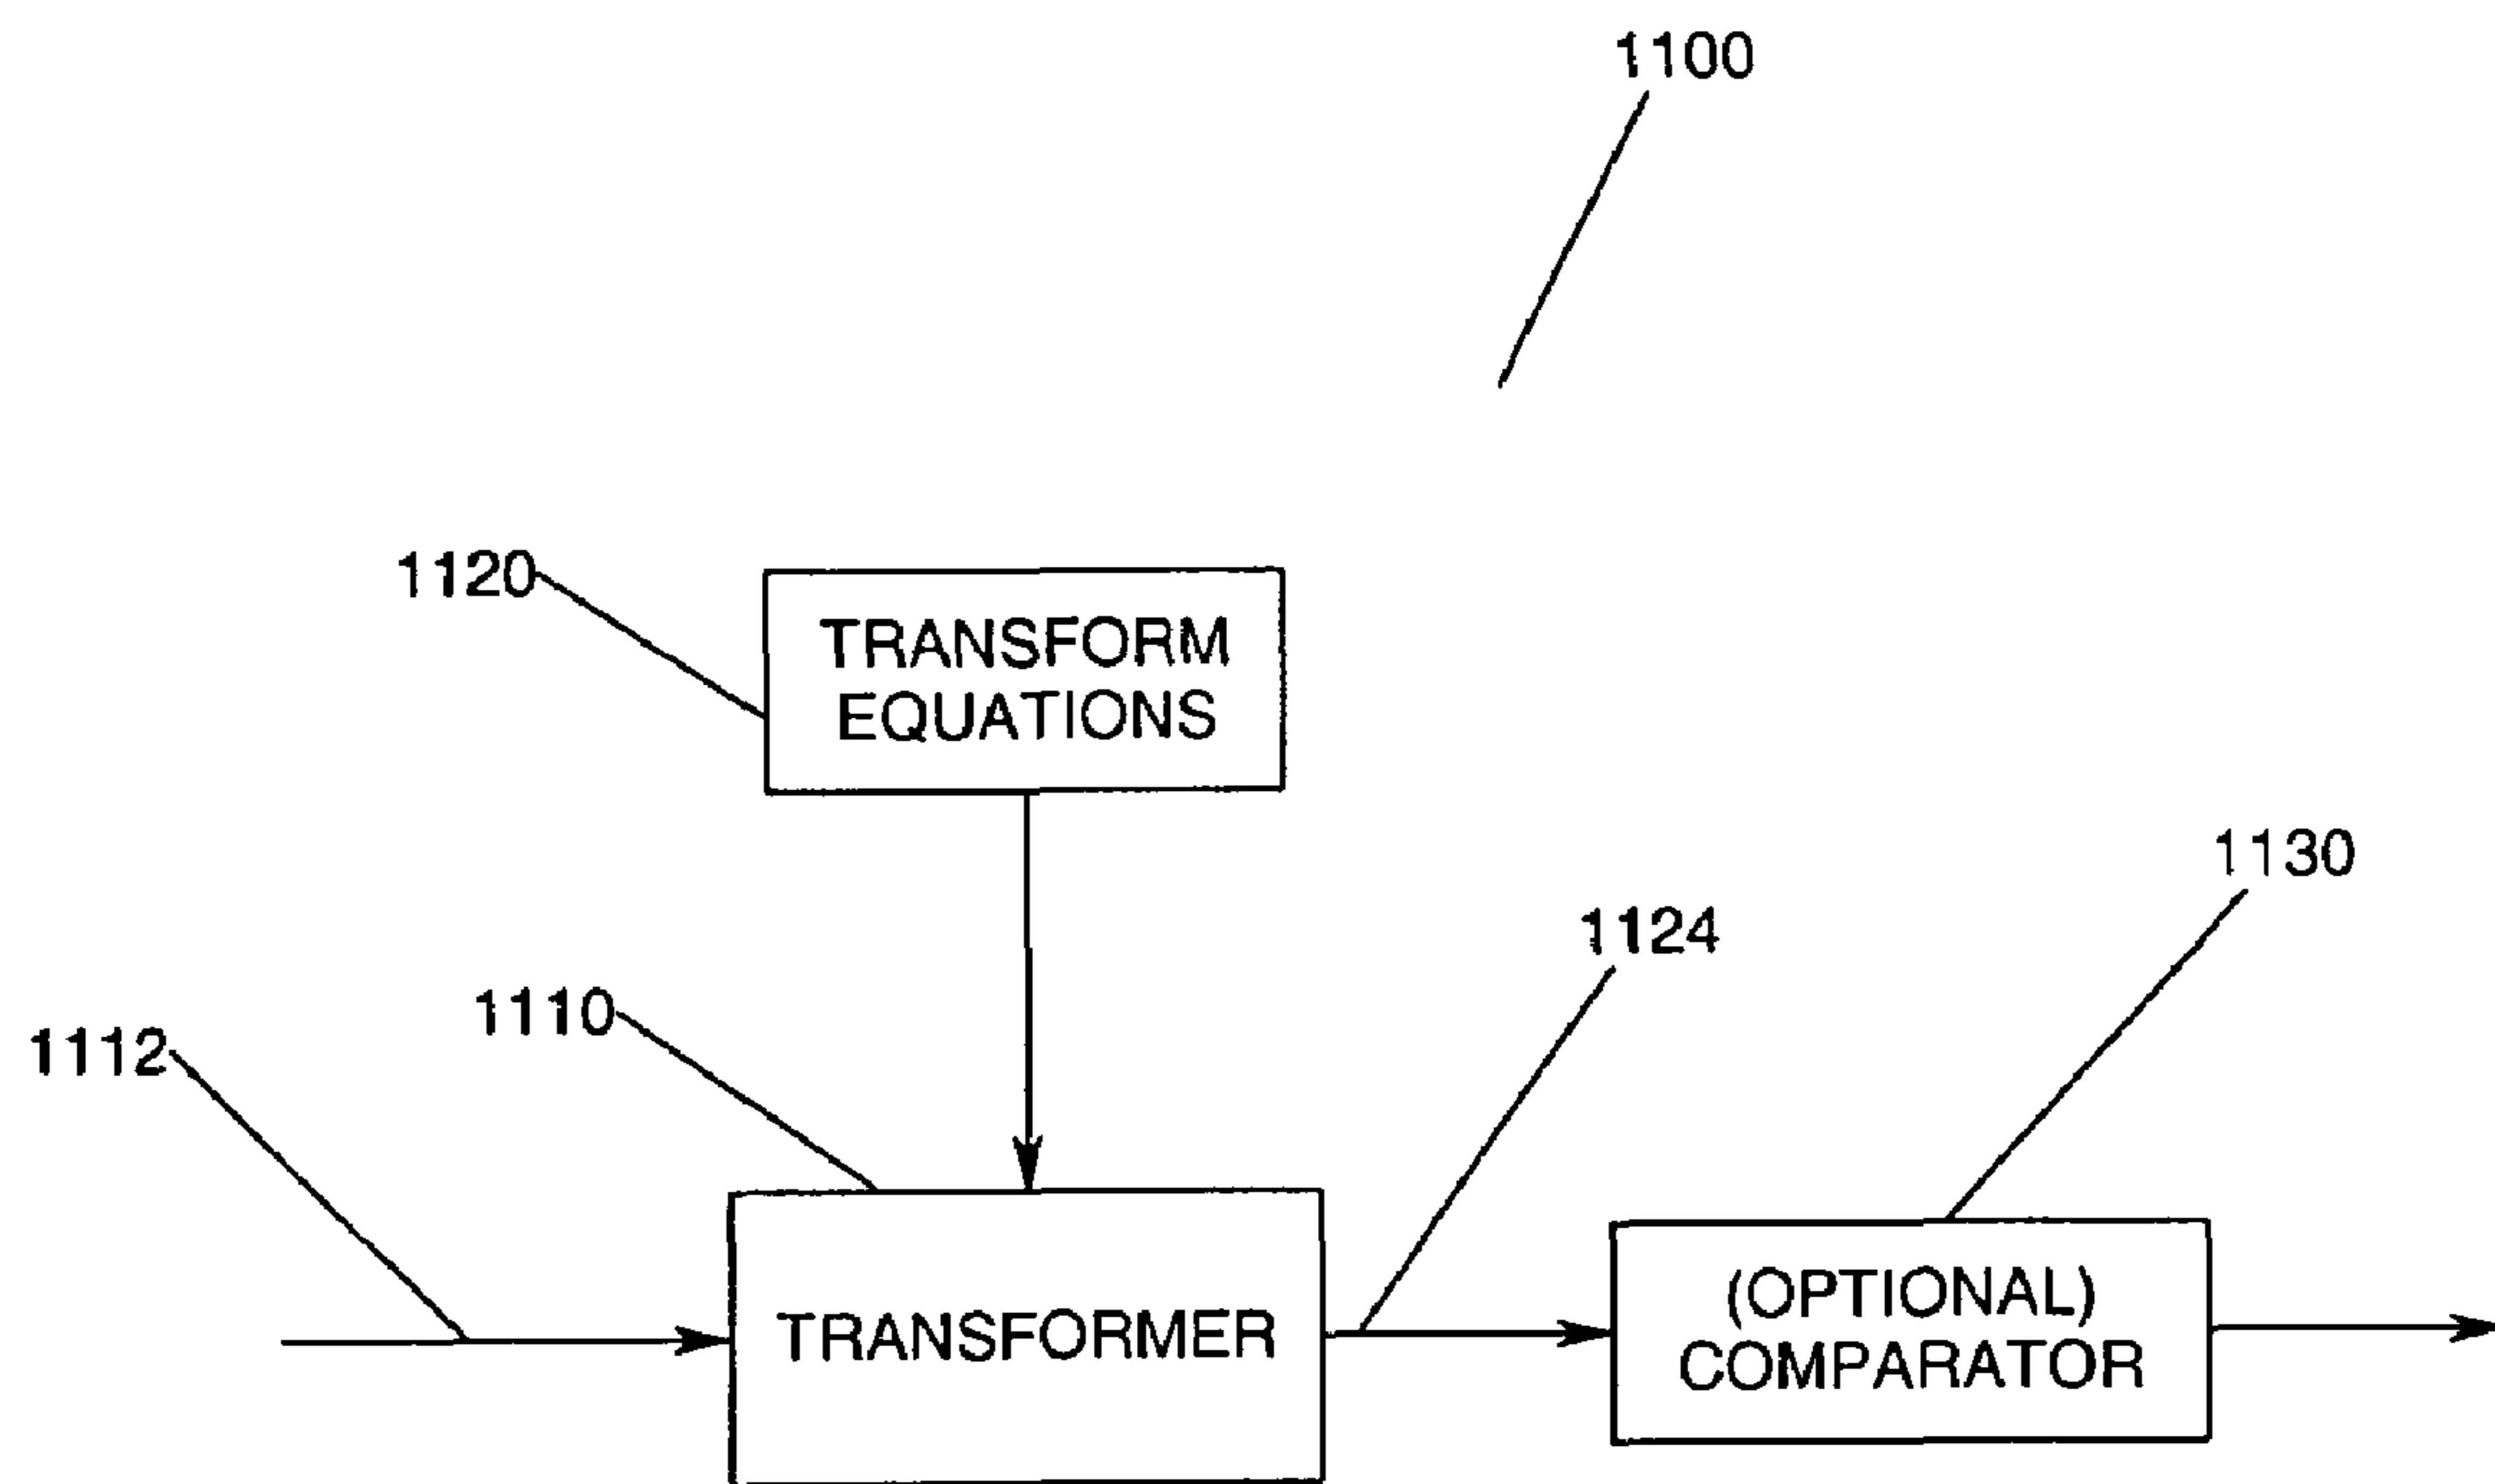 1100
1120
TRANSFORM
EQUATIONS
1130
1124
1110
1112
TRANSFORMER
(OPTIONAL)
COMPARATOR